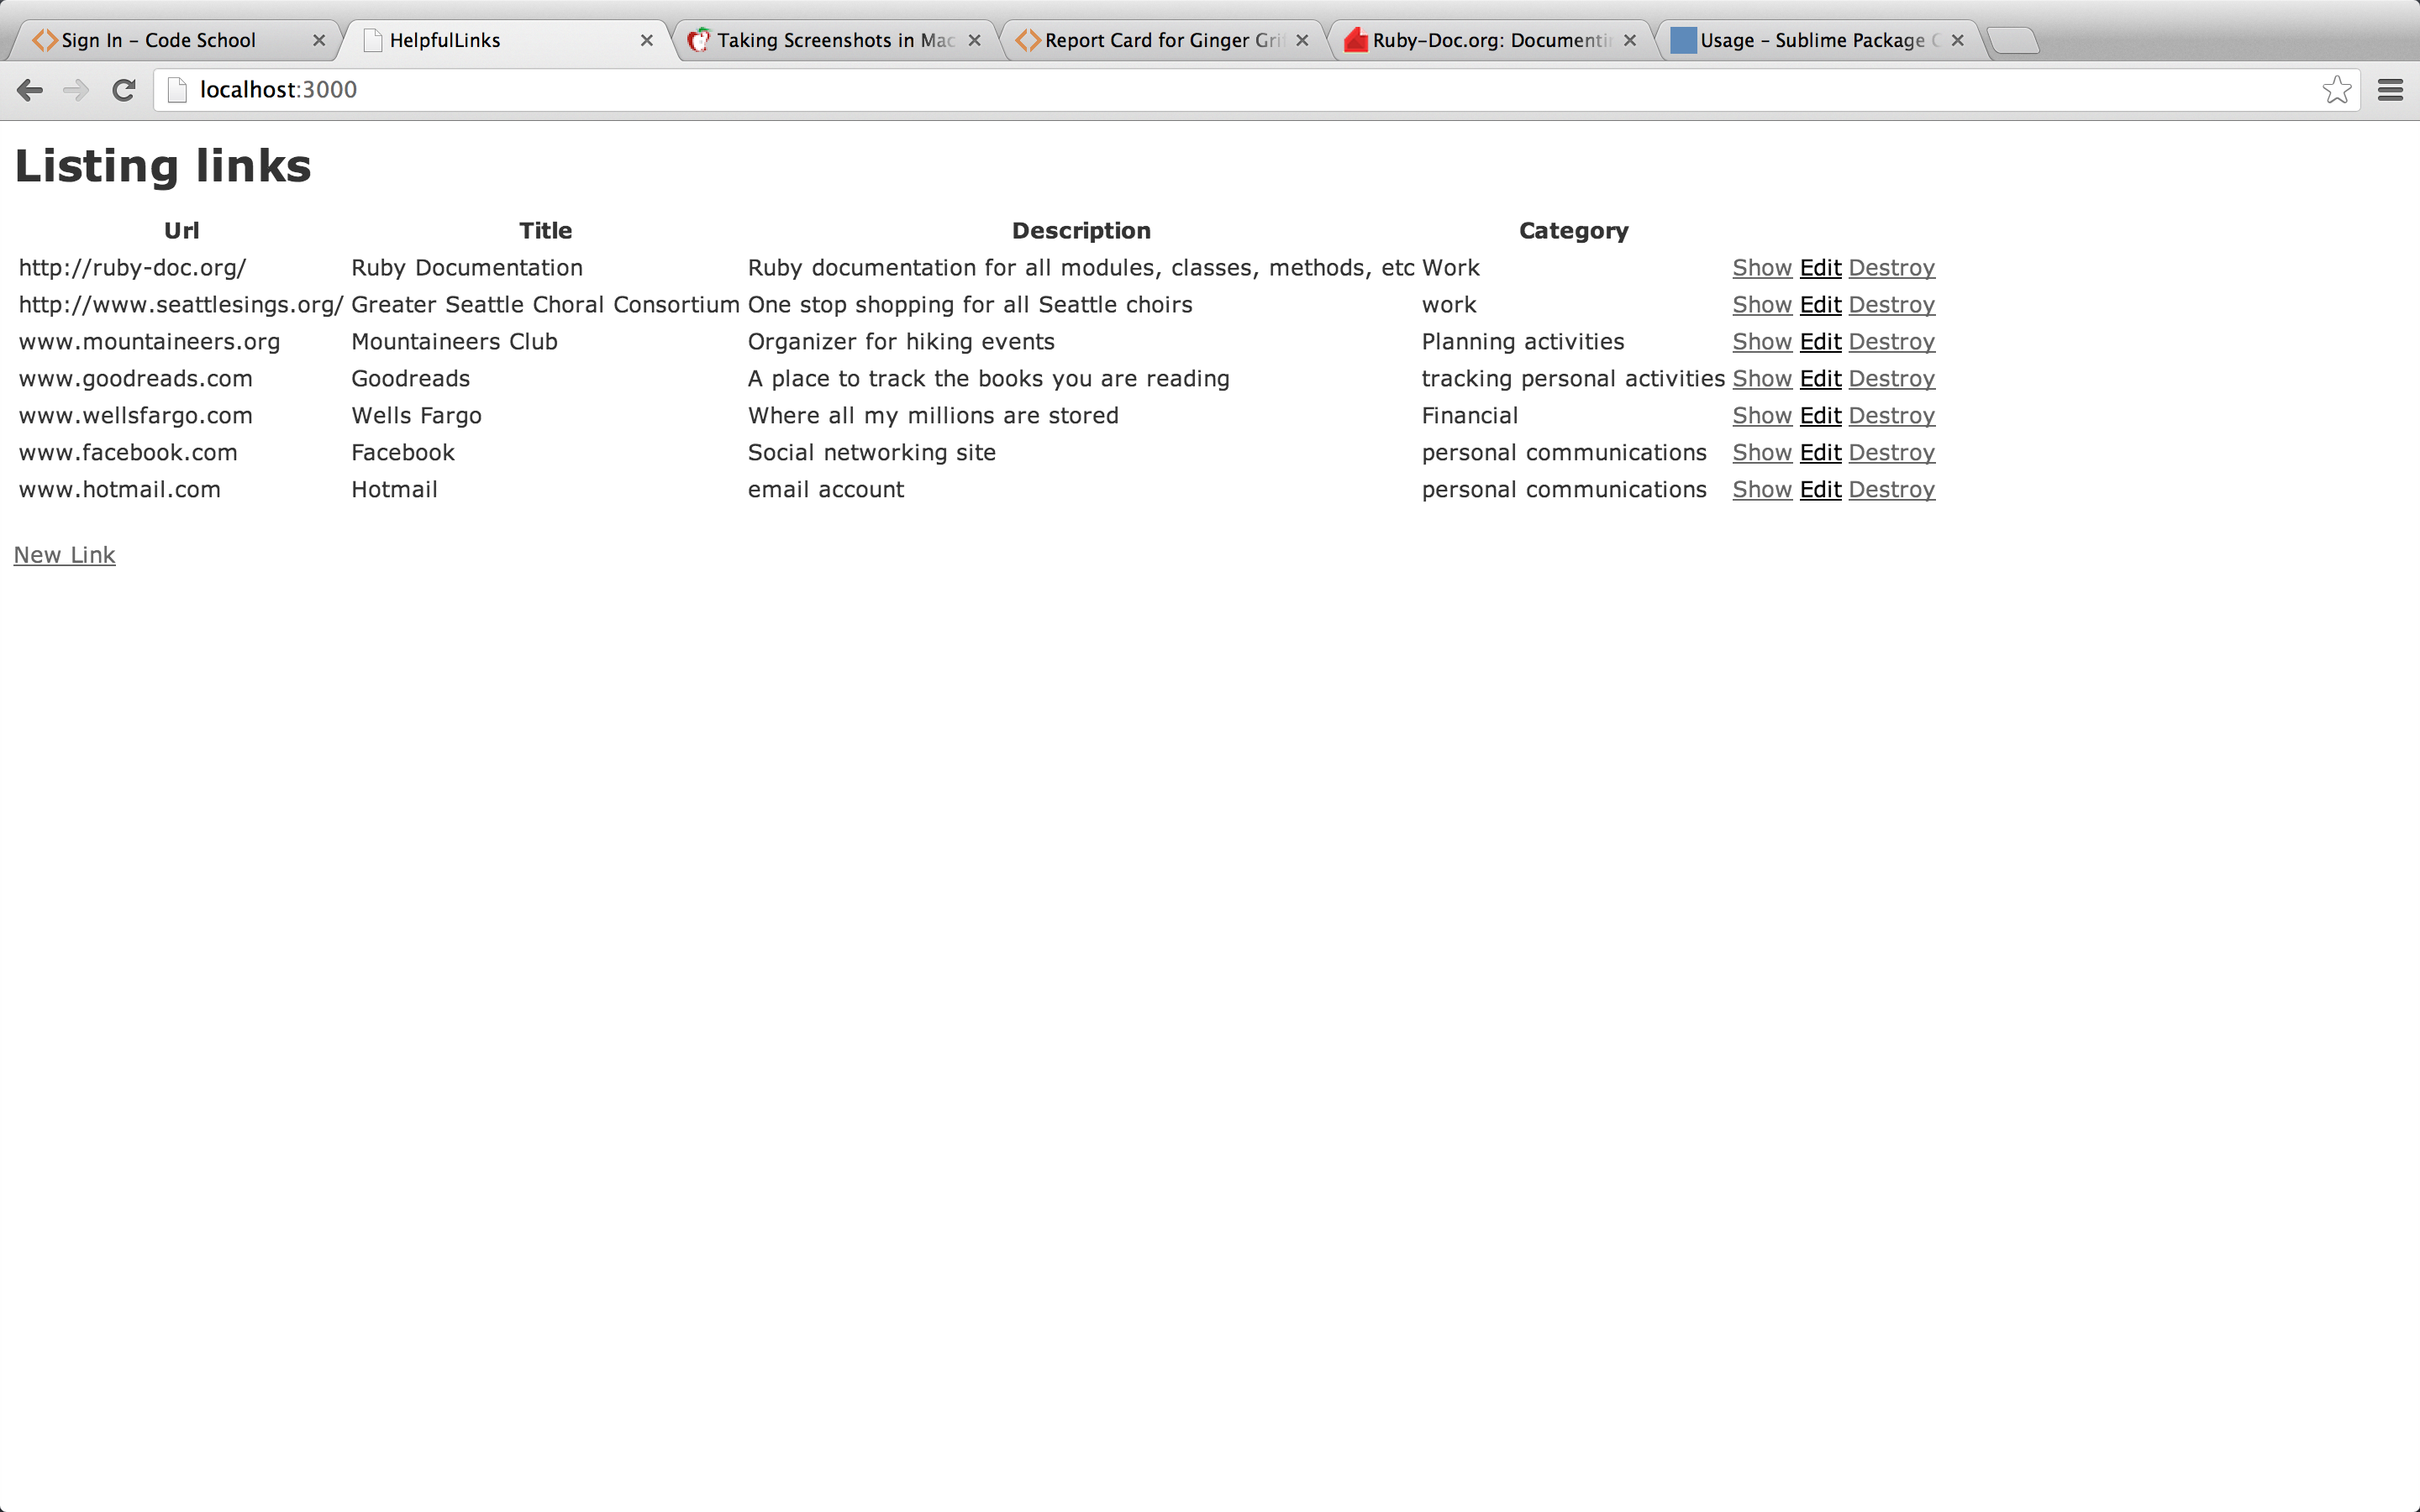 Sign In – Code School
HelpfulLinks
Taking Screenshots in Mac
Report Card for Ginger Gri
Ruby-Doc.org: Documentin
Usage – Sublime Package C
localhost:3000
Listing links
Url Title Description Category
http://ruby-doc.org/ Ruby Documentation Ruby documentation for all modules, classes, methods, etc Work Show Edit Destroy
http://www.seattlesings.org/ Greater Seattle Choral Consortium One stop shopping for all Seattle choirs work Show Edit Destroy
www.mountaineers.org Mountaineers Club Organizer for hiking events Planning activities Show Edit Destroy
www.goodreads.com Goodreads A place to track the books you are reading tracking personal activities Show Edit Destroy
www.wellsfargo.com Wells Fargo Where all my millions are stored Financial Show Edit Destroy
www.facebook.com Facebook Social networking site personal communications Show Edit Destroy
www.hotmail.com Hotmail email account personal communications Show Edit Destroy
New Link